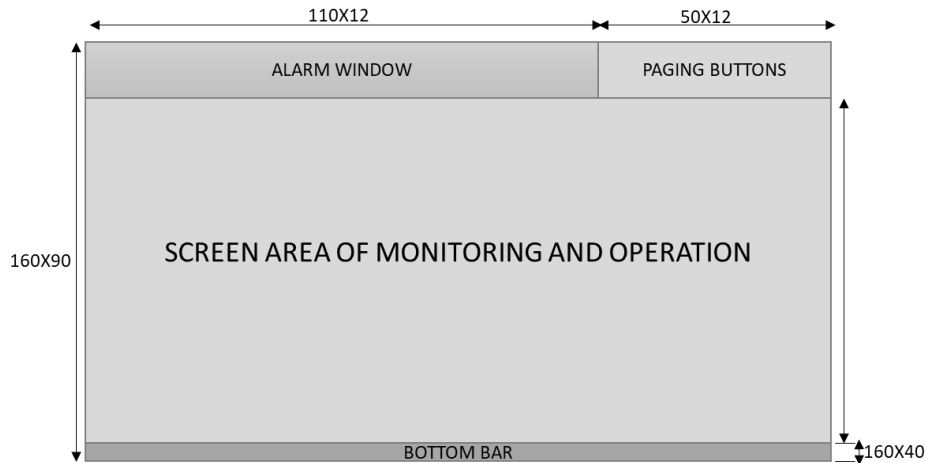 110X12
50X12
ALARM WINDOW
PAGING BUTTONS
SCREEN AREA OF MONITORING AND OPERATION
160X90
BOTTOM BAR
160X40